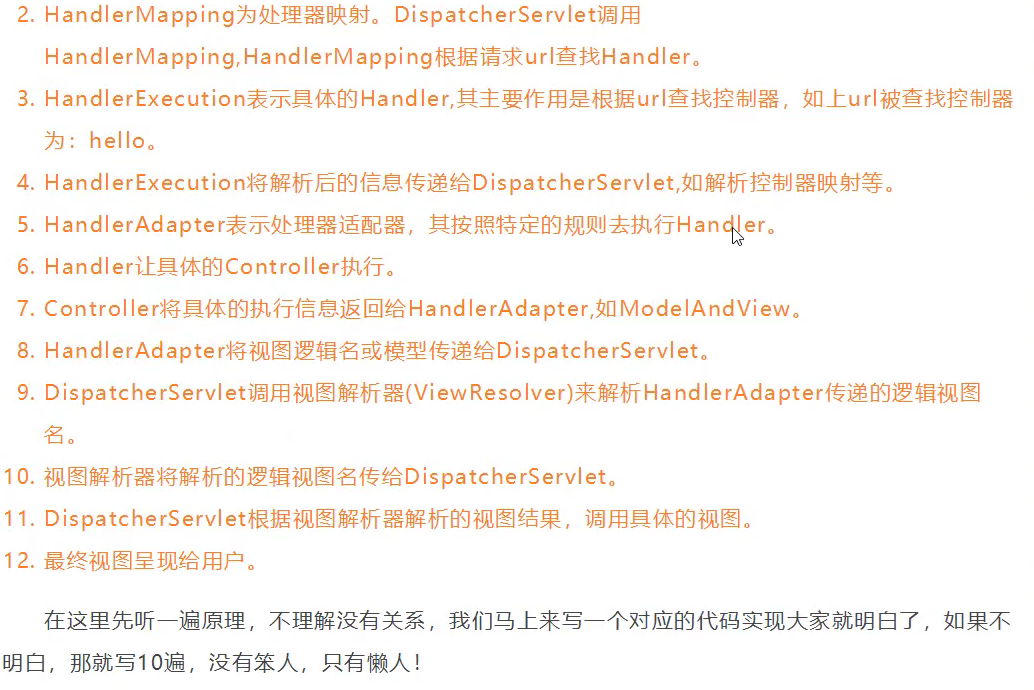 2. HandlerMapping为处理器映射。DispatcherServlet调用
HandlerMapping,HandlerMapping根据请求url查找Handler。
3. HandlerExecution表示具体的Handler,其主要作用是根据url查找控制器，如上url被查找控制器
为：hello。
4. HandlerExecution将解析后的信息传递给DispatcherServlet,如解析控制器映射等。
5. HandlerAdapter表示处理器适配器，其按照特定的规则去执行Handler。
6. Handler让具体的Controller执行。
7. Controller将具体的执行信息返回给HandlerAdapter,如ModelAndView。
8. HandlerAdapter将视图逻辑名或模型传递给DispatcherServlet。
9. DispatcherServlet调用视图解析器(ViewResolver)来解析HandlerAdapter传递的逻辑视图
名。
10. 视图解析器将解析的逻辑视图名传给DispatcherServlet。
11. DispatcherServlet根据视图解析器解析的视图结果，调用具体的视图。
12. 最终视图呈现给用户。
在这里先听一遍原理，不理解没有关系，我们马上来写一个对应的代码实现大家就明白了，如果不
明白，那就写10遍，没有笨人，只有懒人！